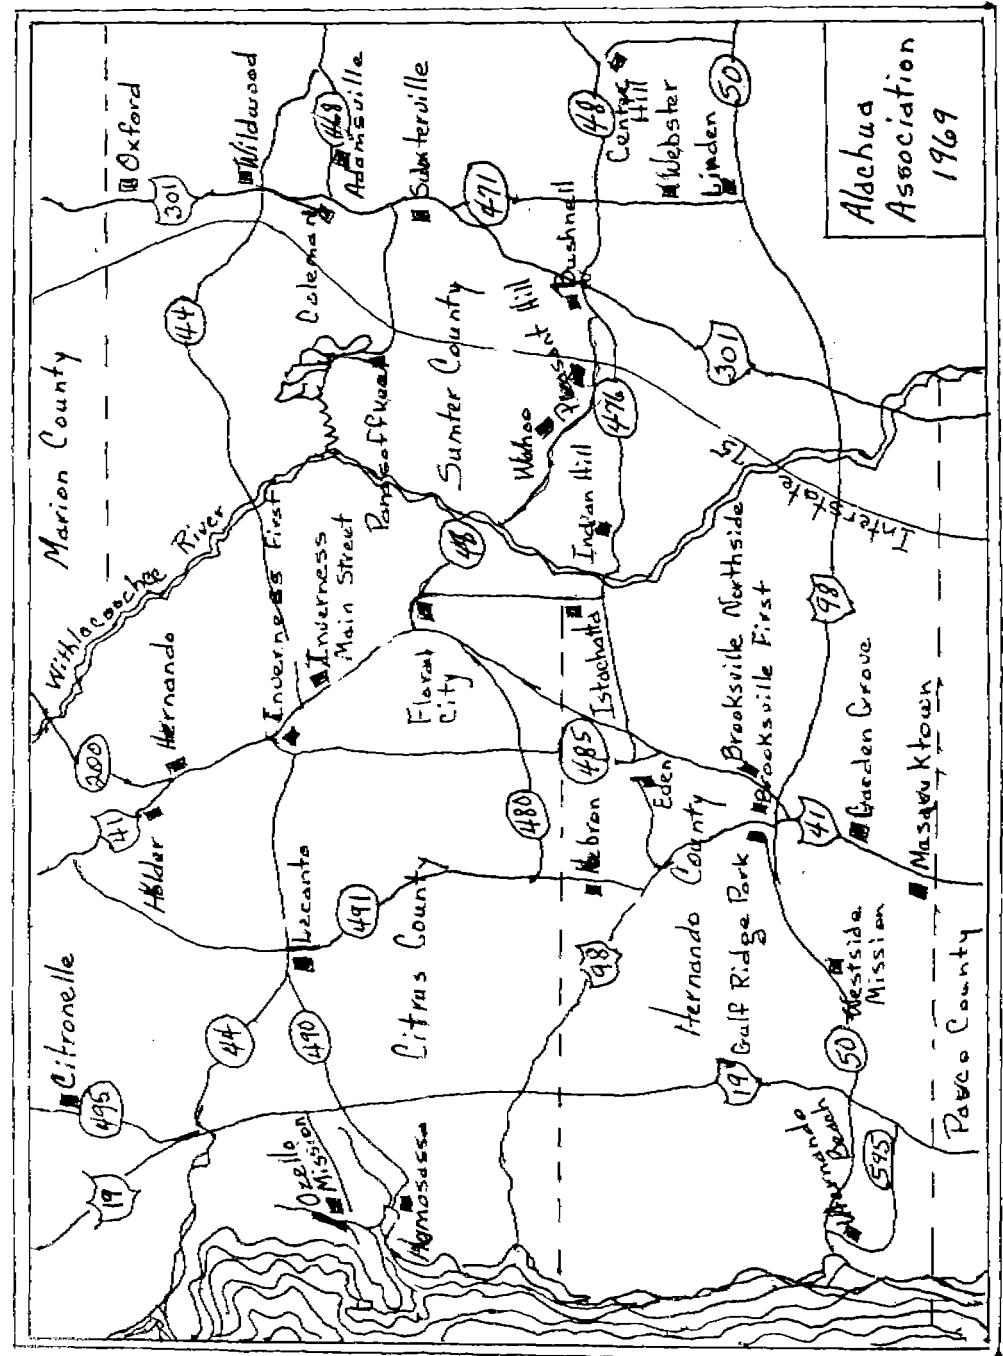 Marion County
Oxford
301
Wildwood
44
468
Adamsville
Coleman
Sumterville
471
48
Center
Hill
Webster
Linden
50
Alachua
Association
1969
Bushnell
Sumter County
Pleasant Hill
Wahoo
476
301
Interstate 75
Indian Hill
Withlacoochee River
48
Inverness First
Inverness
Main Street
Hernando
200
41
Holder
Floral
City
Istachatta
485
480
Hebron
Eden
Brooksville Northside
Brooksville First
98
Garden Grove
41
Masaryktown
Lecanto
491
Citrus County
Hernando
County
Gulf Ridge Park
98
Westside
Mission
50
Pasco County
Citronelle
495
44
490
19
19
Ozello
Mission
Homosassa
Hernando
Beach
595